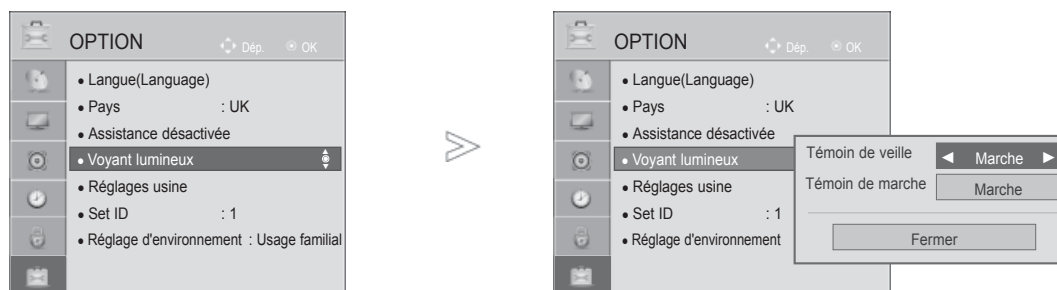 OPTION
Dép. OK
• Langue(Language)
• Pays : UK
• Assistance désactivée
• Voyant lumineux
• Réglages usine
• Set ID : 1
• Réglage d'environnement : Usage familial
OPTION
Dép. OK
• Langue(Language)
• Pays : UK
• Assistance désactivée
• Voyant lumineux
• Réglages usine
• Set ID : 1
• Réglage d'environnement
Témoin de veille ◄ Marche ►
Témoin de marche Marche
Fermer